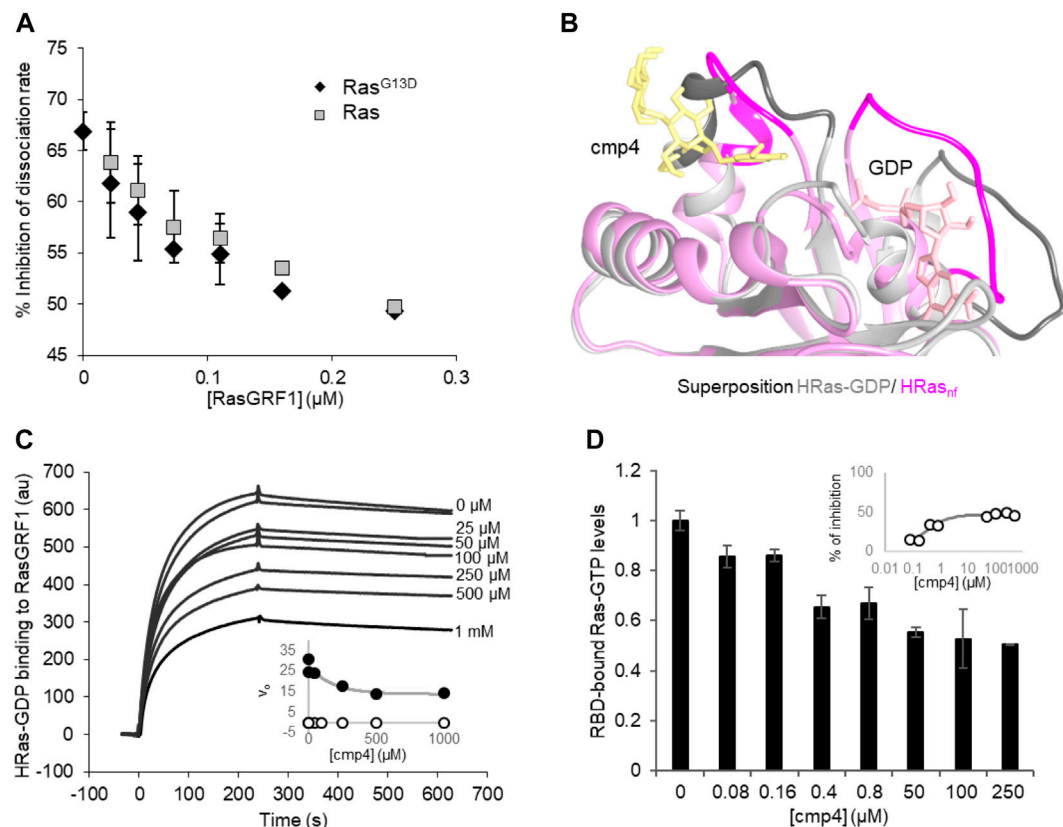 A
75
70
65
60
55
50
45
% Inhibition of dissociation rate
Ras^G13D
Ras
0
0.1
0.2
0.3
[RasGRF1] (µM)
B
cmp4
GDP
Superposition HRas-GDP/ HRas_nf
C
700
600
500
400
300
200
100
0
-100
HRas-GDP binding to RasGRF1 (au)
0 µM
25 µM
50 µM
100 µM
250 µM
500 µM
1 mM
35
25
15
5
-5
v₀
0
500
1000
[cmp4] (µM)
-100 0 100 200 300 400 500 600 700
Time (s)
D
1.2
1
0.8
0.6
0.4
0.2
0
RBD-bound Ras-GTP levels
100
50
0
% of inhibition
0.01 0.1 1 10 100 1000
[cmp4] (µM)
0 0.08 0.16 0.4 0.8 50 100 250
[cmp4] (µM)